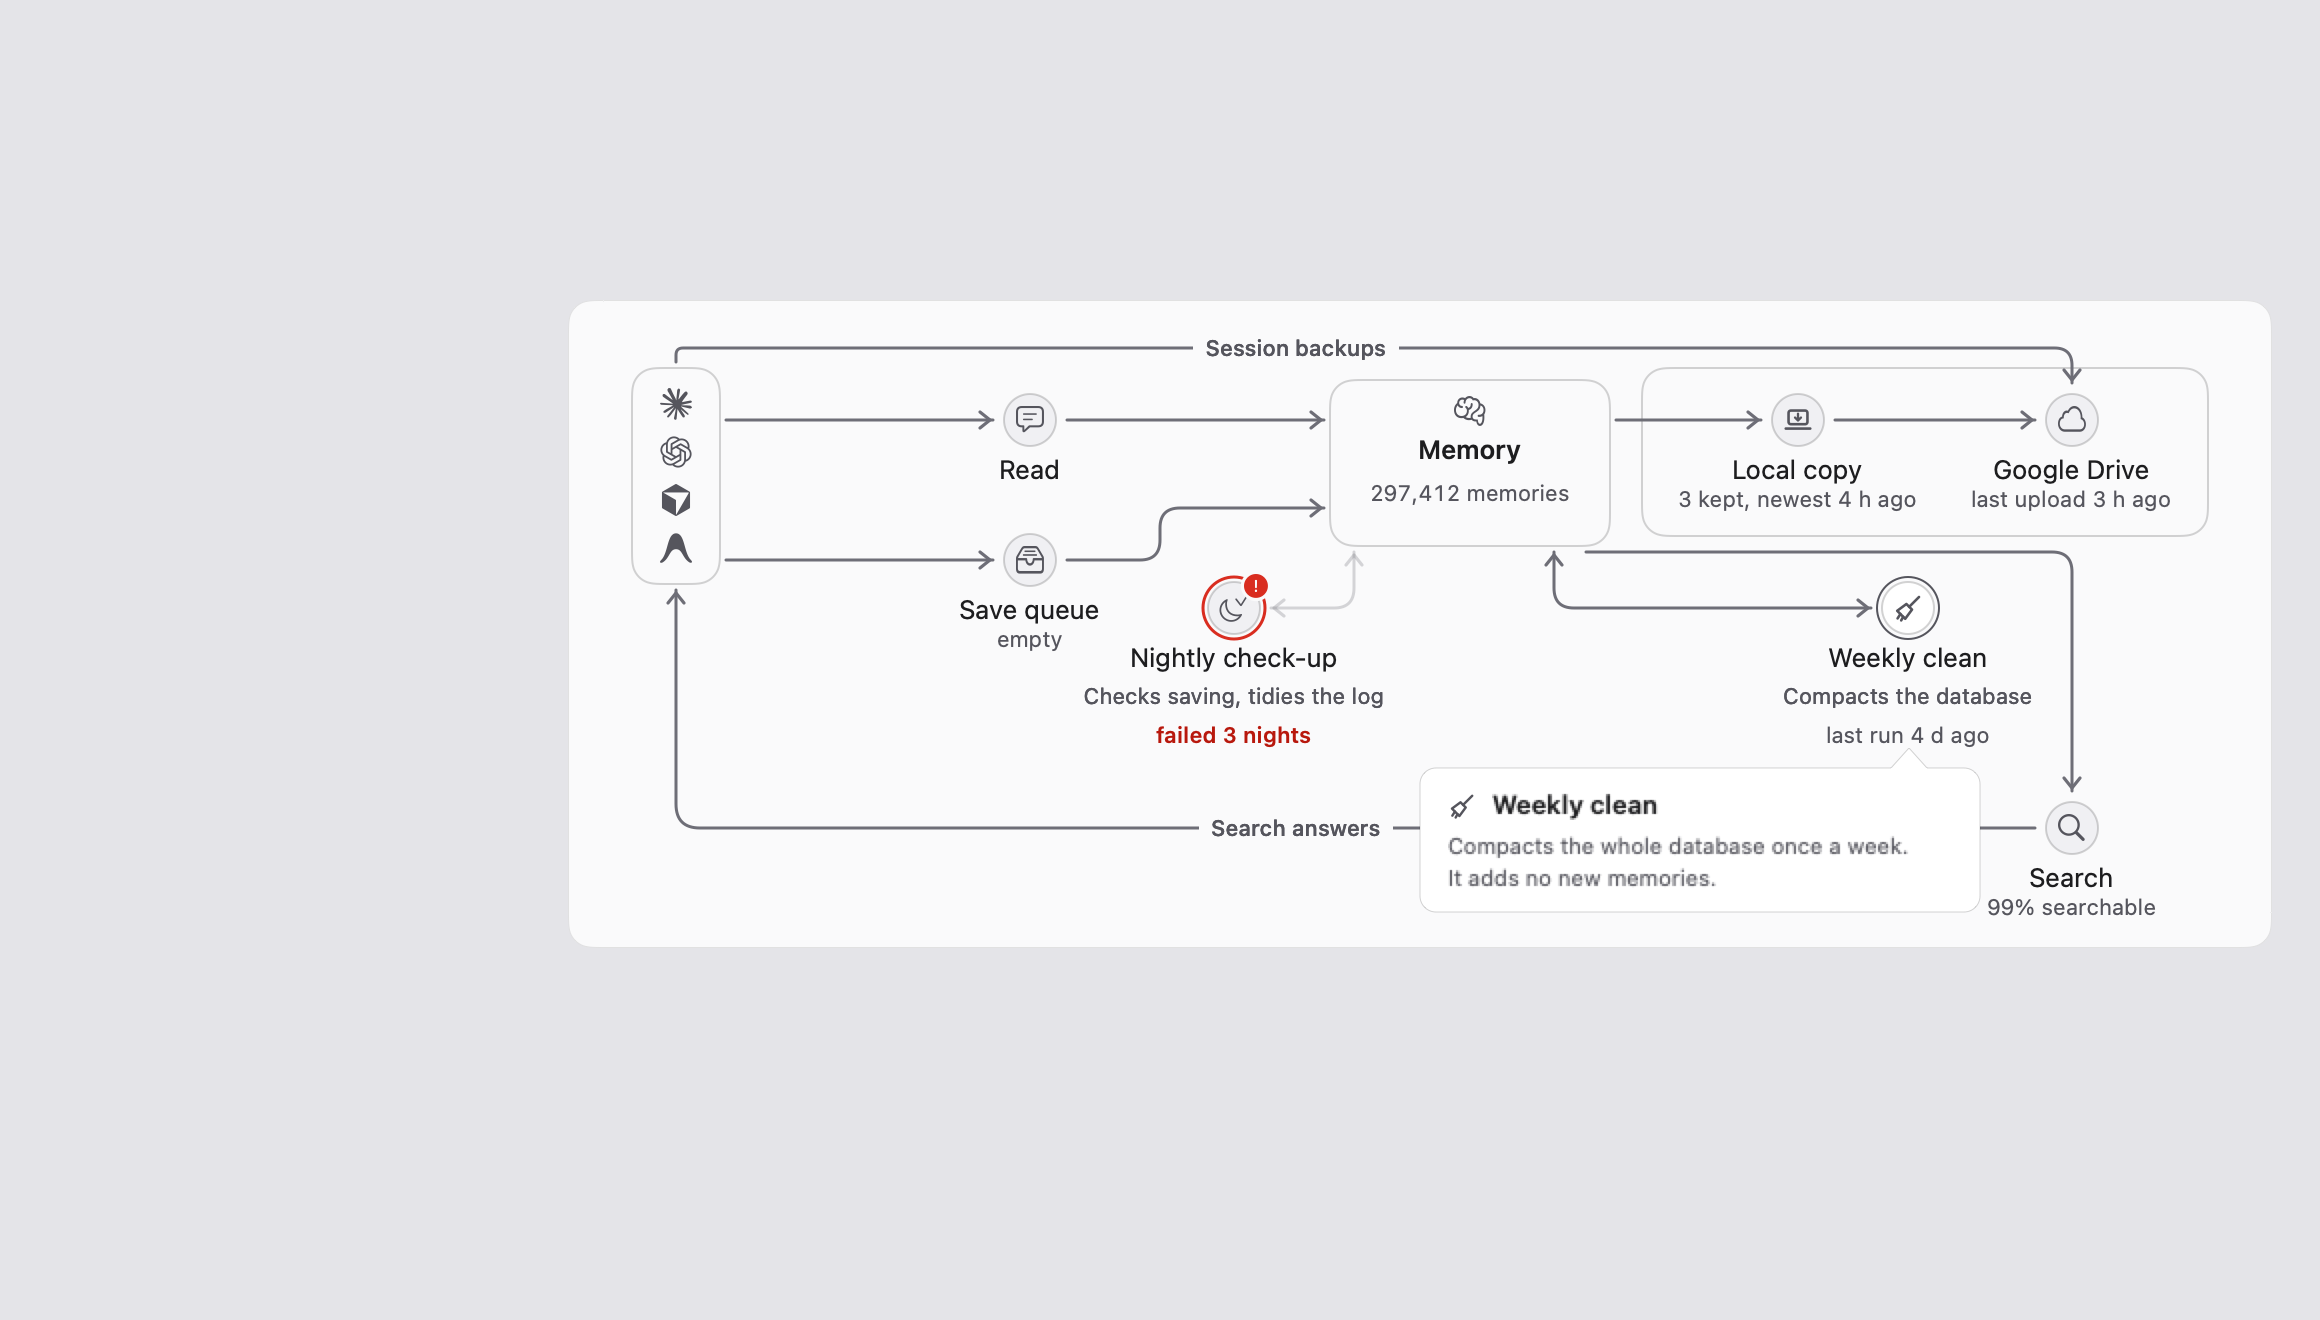 Session backups
Read
Memory
297,412 memories
Local copy
3 kept, newest 4 h ago
Google Drive
last upload 3 h ago
Save queue
empty
!
Nightly check-up
Checks saving, tidies the log
failed 3 nights
Weekly clean
Compacts the database
last run 4 d ago
Search answers
Weekly clean
Compacts the whole database once a week.
It adds no new memories.
Search
99% searchable